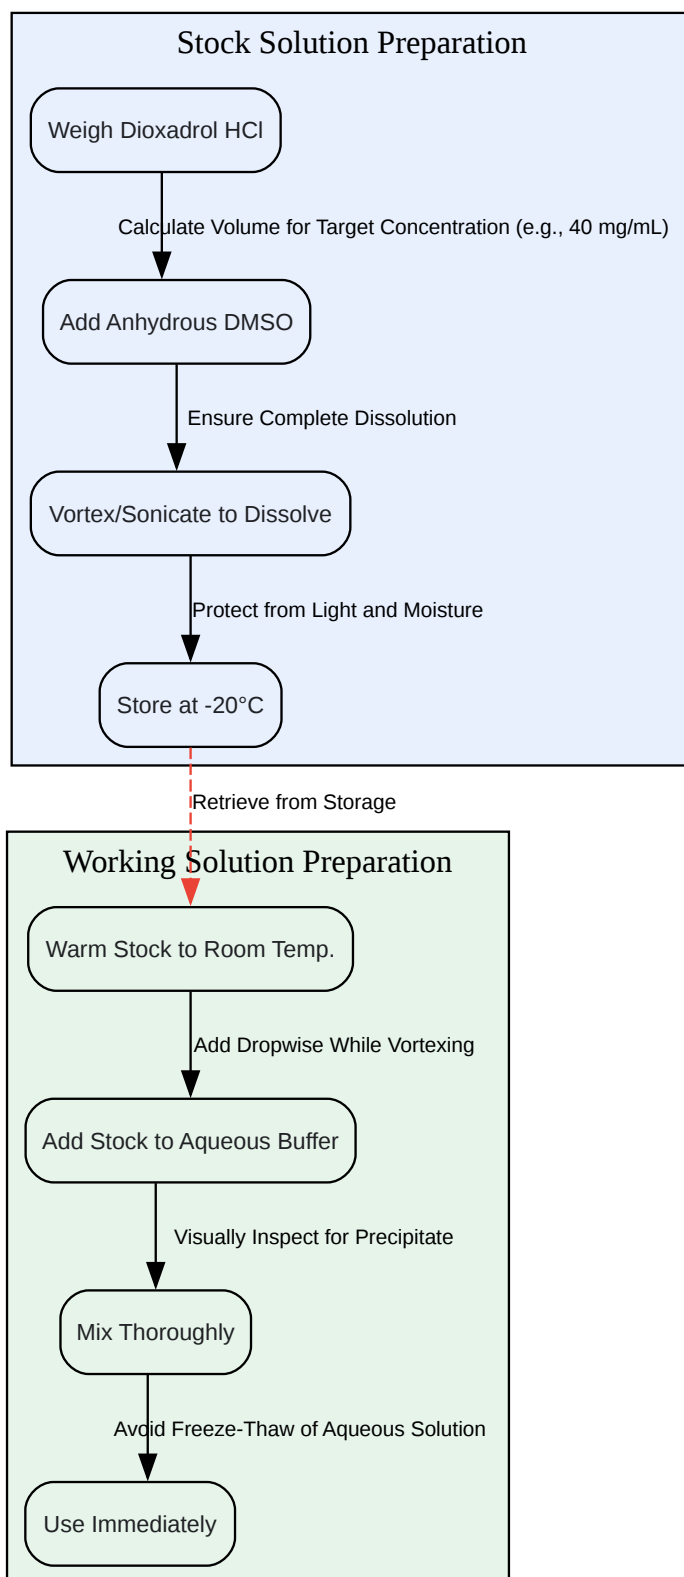 Stock Solution Preparation
Weigh Dioxadrol HCl
Calculate Volume for Target Concentration (e.g., 40 mg/mL)
Add Anhydrous DMSO
Ensure Complete Dissolution
Vortex/Sonicate to Dissolve
Protect from Light and Moisture
Store at -20°C
Retrieve from Storage
Working Solution Preparation
Warm Stock to Room Temp.
Add Dropwise While Vortexing
Add Stock to Aqueous Buffer
Visually Inspect for Precipitate
Mix Thoroughly
Avoid Freeze-Thaw of Aqueous Solution
Use Immediately